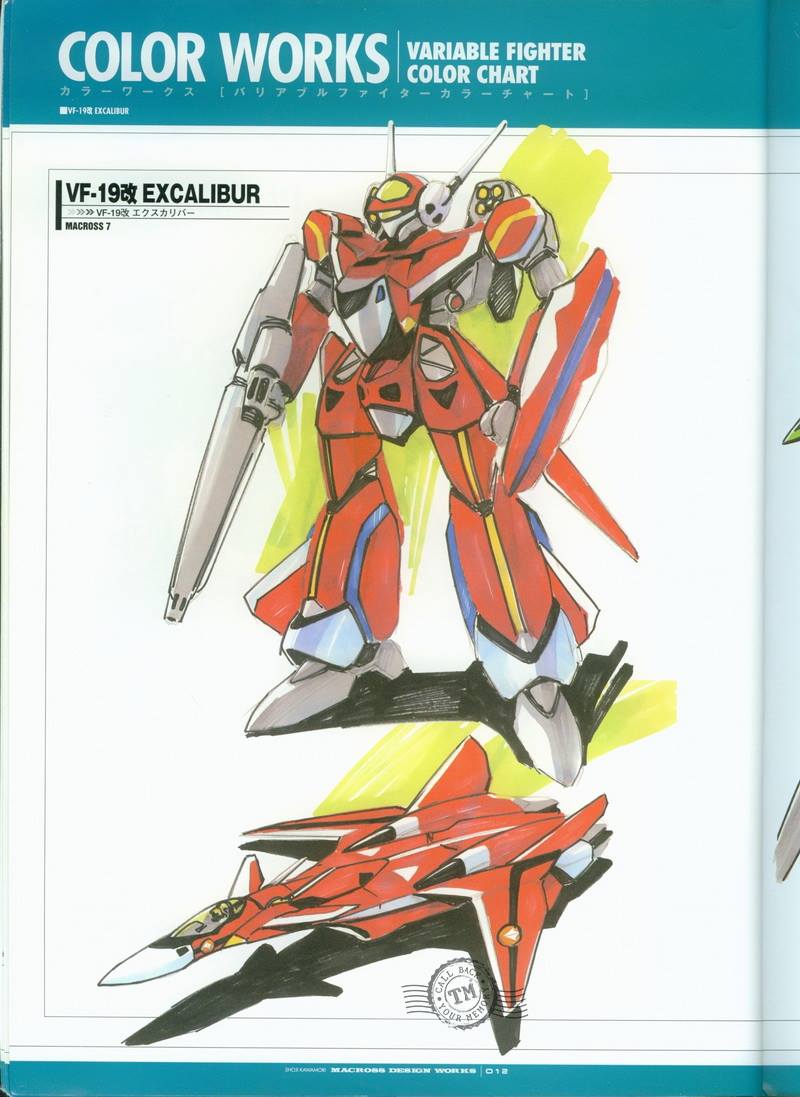 COLOR WORKS
VARIABLE FIGHTER
COLOR CHART
カラーワークス [バリアブルファイターカラーチャート]
■VF-19改 EXCALIBUR
VF-19改 EXCALIBUR
>>>> VF-19改 エクスカリバー
MACROSS 7
CALL BACK
TM
YOUR MEMORY
SHOJI KAWAMORI MACROSS DESIGN WORKS | 012